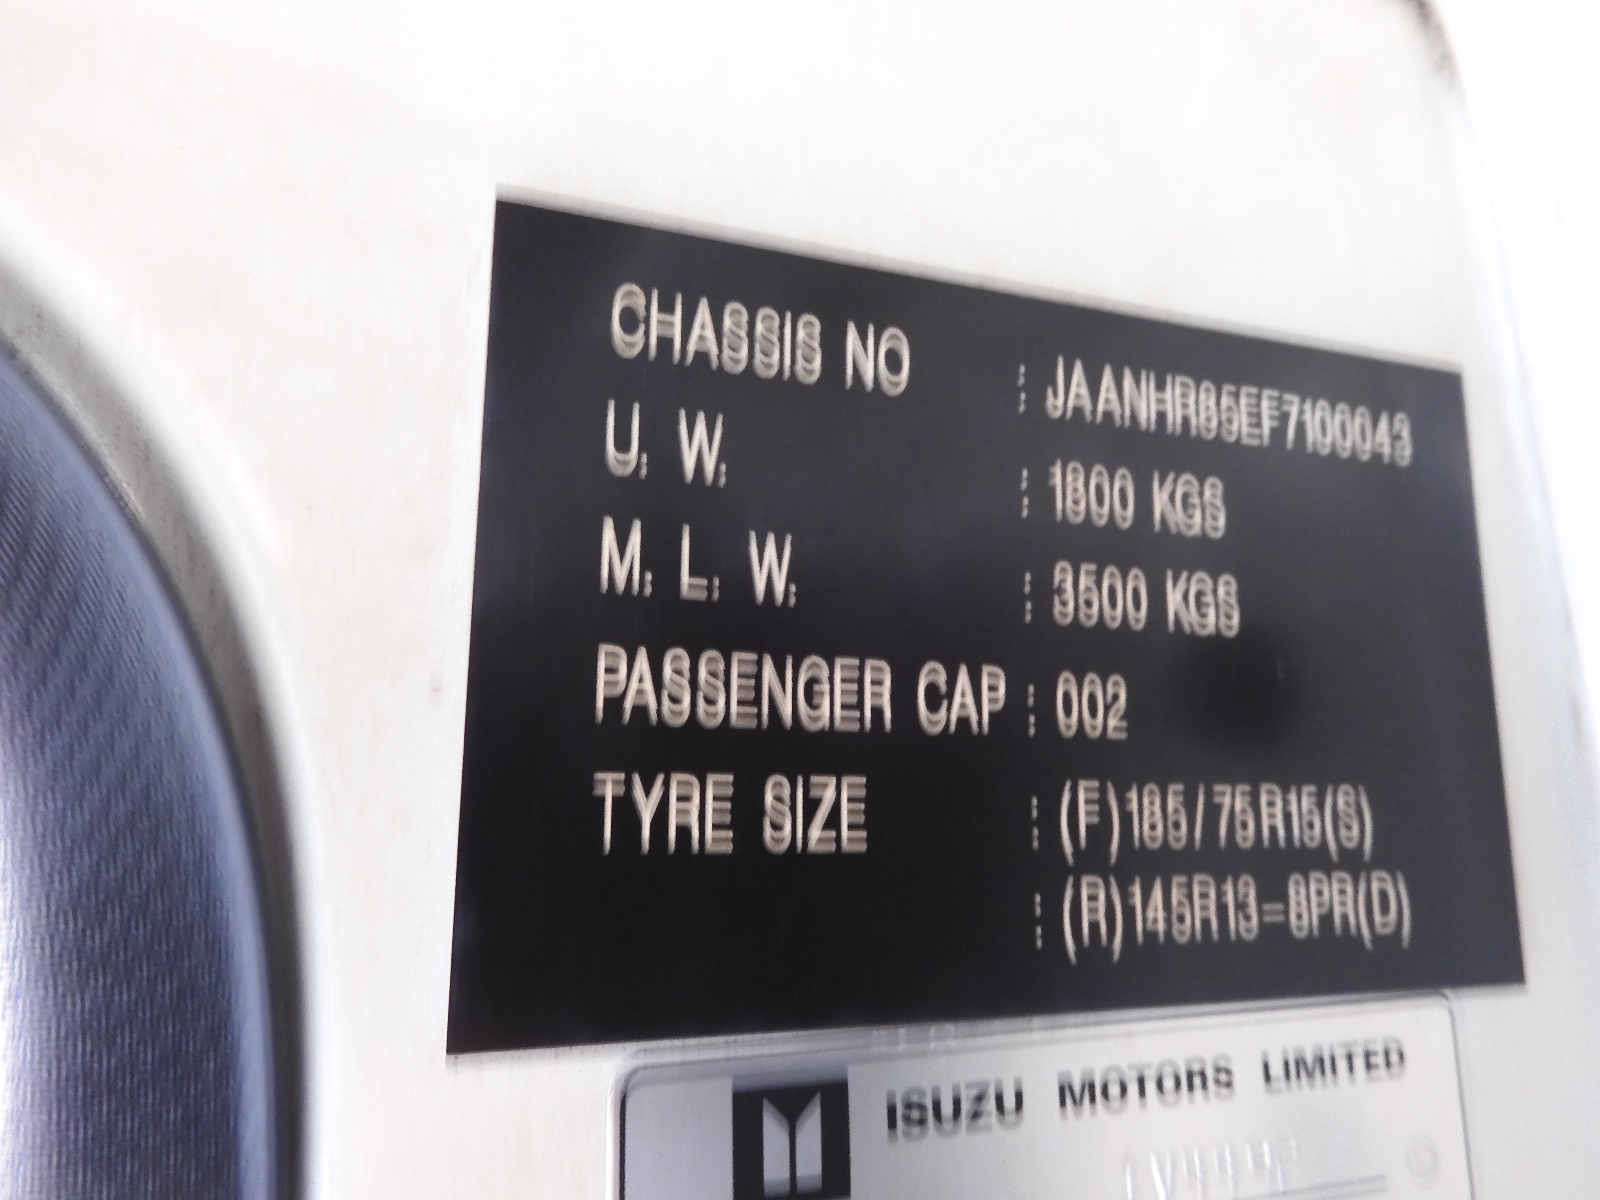 CHASSIS NO : JAANHR85EF7100043
U. W. : 1800 KGS
M. L. W. : 3500 KGS
PASSENGER CAP : 002
TYRE SIZE : (F)185/75R15(S)
: (R)145R13-8PR(D)
ISUZU MOTORS LIMITED